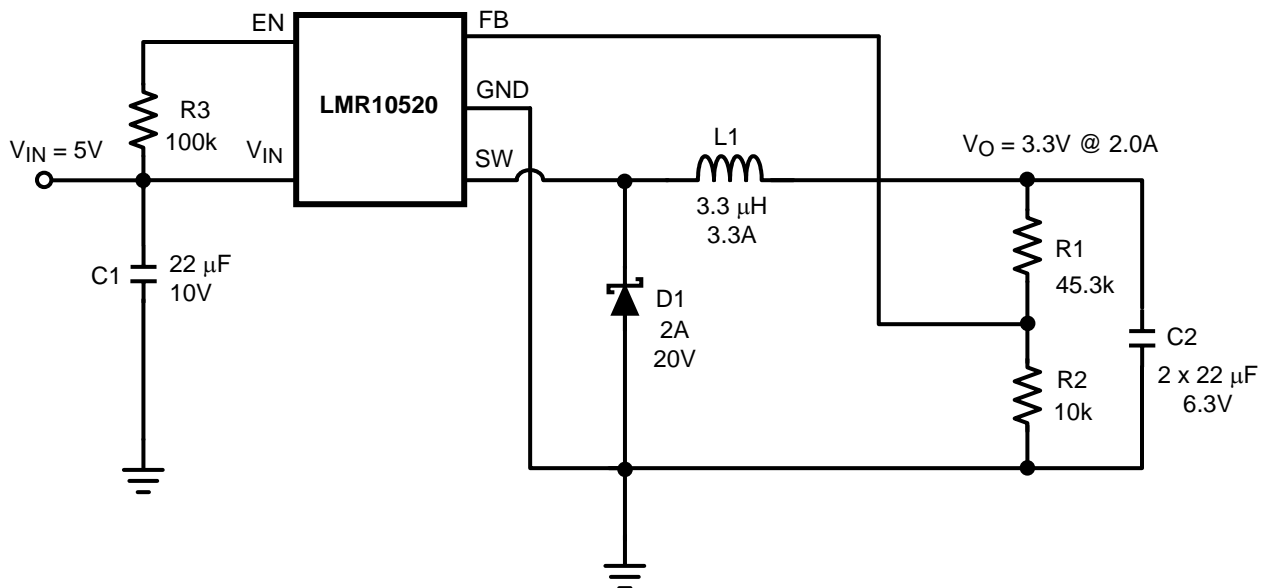 EN
FB
LMR10520
GND
R3
100k
V_IN = 5V
V_IN
SW
L1
V_O = 3.3V @ 2.0A
3.3 μH
3.3A
R1
45.3k
C1
22 μF
10V
D1
2A
20V
C2
2 x 22 μF
6.3V
R2
10k